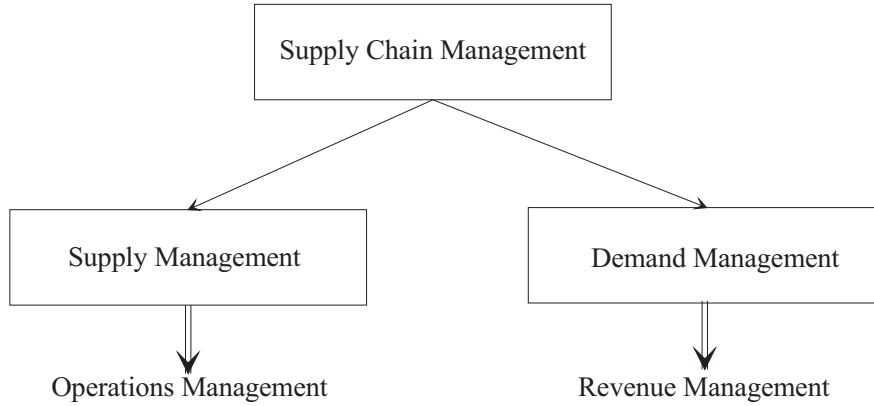 Supply Chain Management
Supply Management
Demand Management
Operations Management
Revenue Management